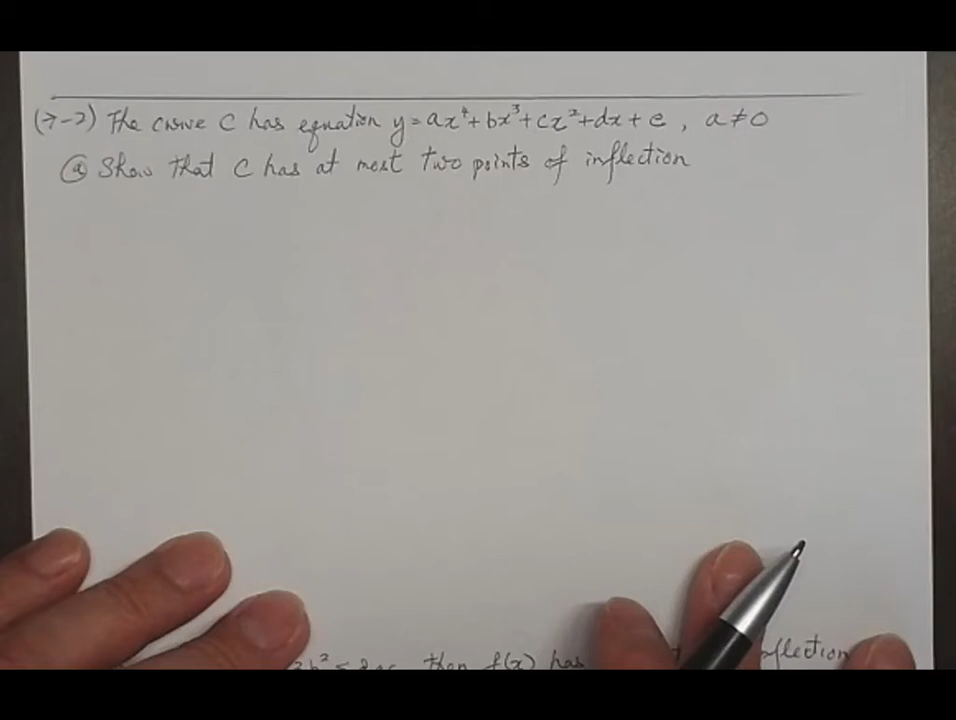 (7-7) The curve C has equation y=ax⁴+bx³+cx²+dx+e, a≠0
ⓐ Show that C has at most two points of inflection
then f(x) has